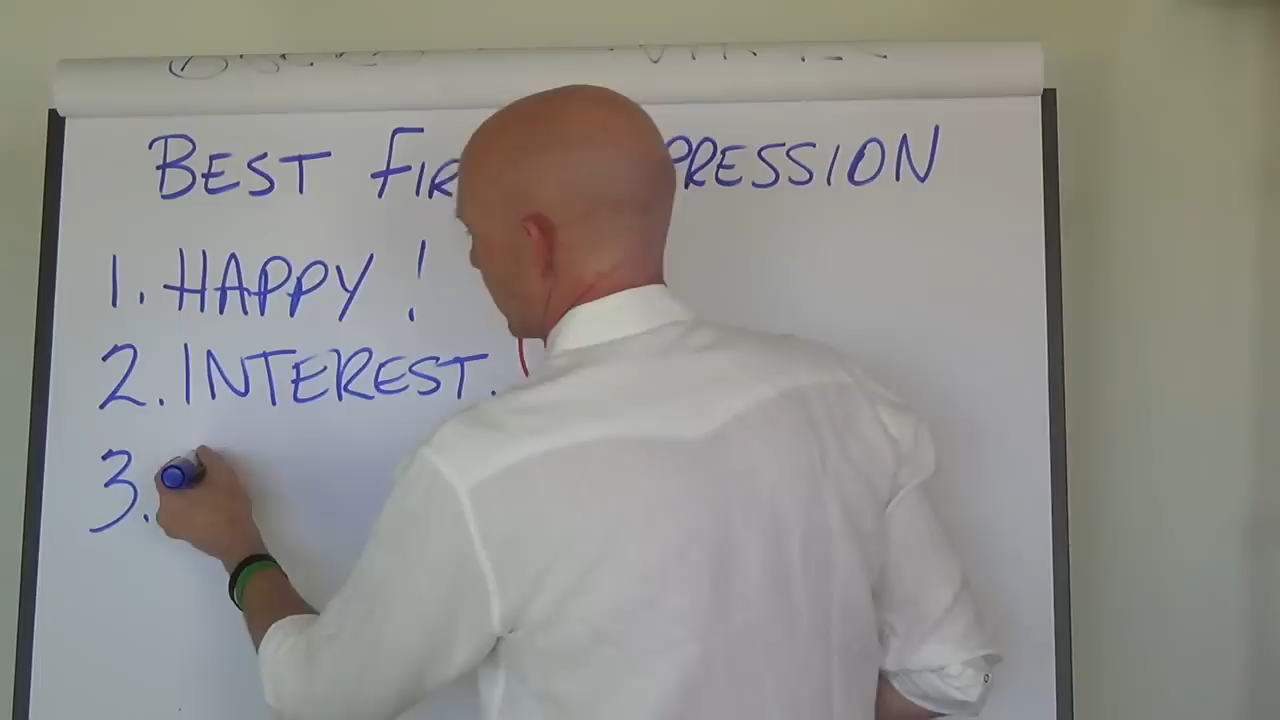 BEST FIR PRESSION
1. HAPPY !
2. INTEREST.
3.